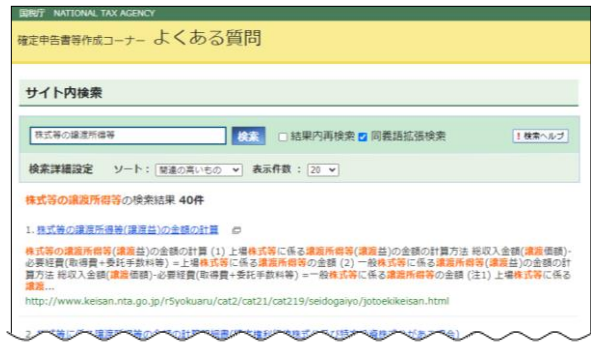 国税庁 NATIONAL TAX AGENCY
確定申告書等作成コーナー よくある質問
サイト内検索
株式等の譲渡所得等 検索 結果内再検索 同義語拡張検索 ! 検索ヘルプ
検索詳細設定 ソート: 関連の高いもの 表示件数: 20
株式等の譲渡所得等の検索結果 40件
1. 株式等の譲渡所得等(譲渡益)の金額の計算
株式等の譲渡所得等(譲渡益)の金額の計算 (1) 上場株式等に係る譲渡所得等(譲渡益)の金額の計算方法 総収入金額(譲渡価額)-
必要経費(取得費+委託手数料等) =上場株式等に係る譲渡所得等の金額 (2) 一般株式等に係る譲渡所得等(譲渡益)の金額の計
算方法 総収入金額(譲渡価額)-必要経費(取得費+委託手数料等) =一般株式等に係る譲渡所得等の金額 (注1) 上場株式等に係る
譲渡...
http://www.keisan.nta.go.jp/r5yokuaru/cat2/cat21/cat219/seidogaiyo/jotoekikeisan.html
2.